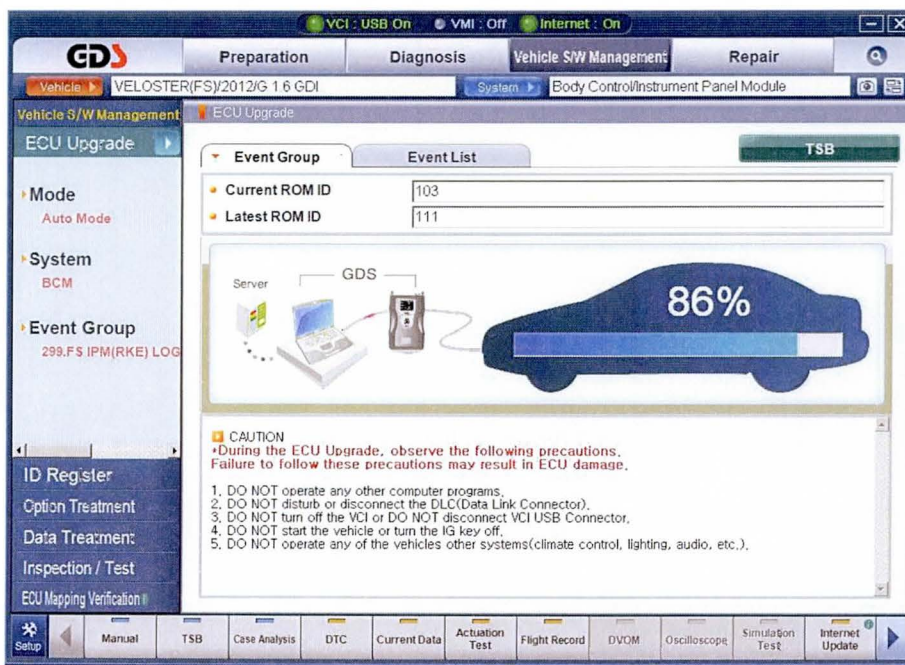 VCI : USB On VMI : Off Internet : On
GDS Preparation Diagnosis Vehicle S/W Management Repair
Vehicle VELOSTER(FS)/2012/G 1.6 GDI System Body Control/Instrument Panel Module
Vehicle S/W Management
ECU Upgrade
Mode
Auto Mode
System
BCM
Event Group
299.FS IPM(RKE) LOG
ID Register
Option Treatment
Data Treatment
Inspection / Test
ECU Mapping Verification
ECU Upgrade
Event Group Event List TSB
Current ROM ID 103
Latest ROM ID 111
Server GDS
86%
CAUTION
•During the ECU Upgrade, observe the following precautions.
Failure to follow these precautions may result in ECU damage.
1. DO NOT operate any other computer programs.
2. DO NOT disturb or disconnect the DLC(Data Link Connector).
3. DO NOT turn off the VCI or DO NOT disconnect VCI USB Connector.
4. DO NOT start the vehicle or turn the IG key off.
5. DO NOT operate any of the vehicles other systems(climate control, lighting, audio, etc.).
Setup Manual TSB Case Analysis DTC Current Data Actuation Test Flight Record DVOM Oscilloscope Simulation Test Internet Update